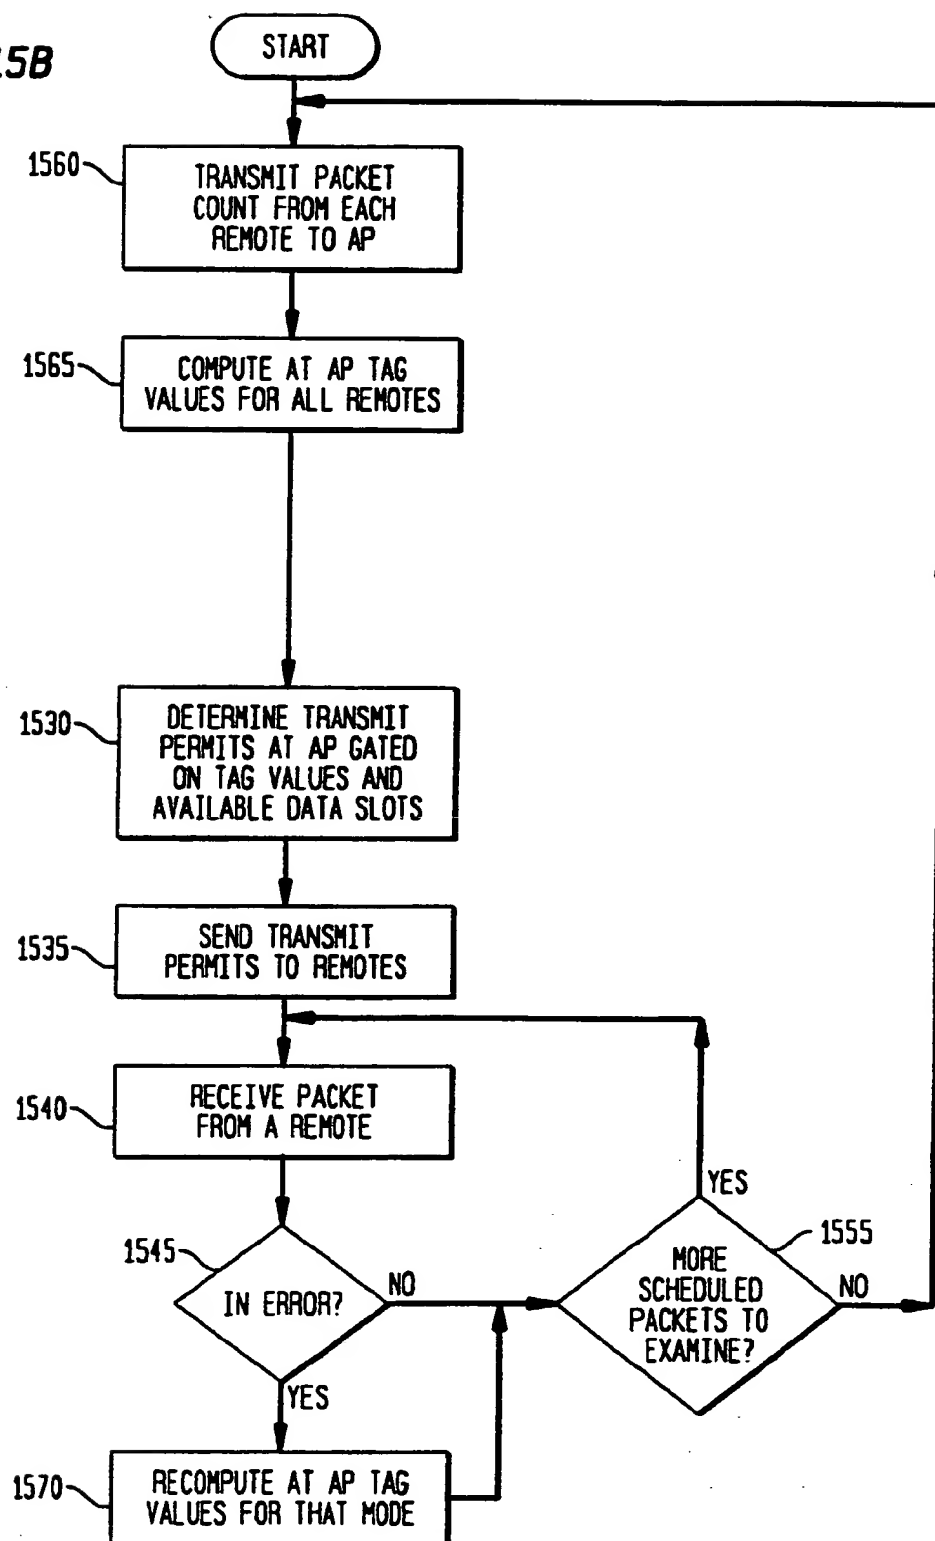 .5B
START
1560
TRANSMIT PACKET
COUNT FROM EACH
REMOTE TO AP
1565
COMPUTE AT AP TAG
VALUES FOR ALL REMOTES
1530
DETERMINE TRANSMIT
PERMITS AT AP GATED
ON TAG VALUES AND
AVAILABLE DATA SLOTS
1535
SEND TRANSMIT
PERMITS TO REMOTES
1540
RECEIVE PACKET
FROM A REMOTE
1545
IN ERROR?
NO
YES
YES
1555
MORE
SCHEDULED
PACKETS TO
EXAMINE?
NO
1570
RECOMPUTE AT AP TAG
VALUES FOR THAT MODE